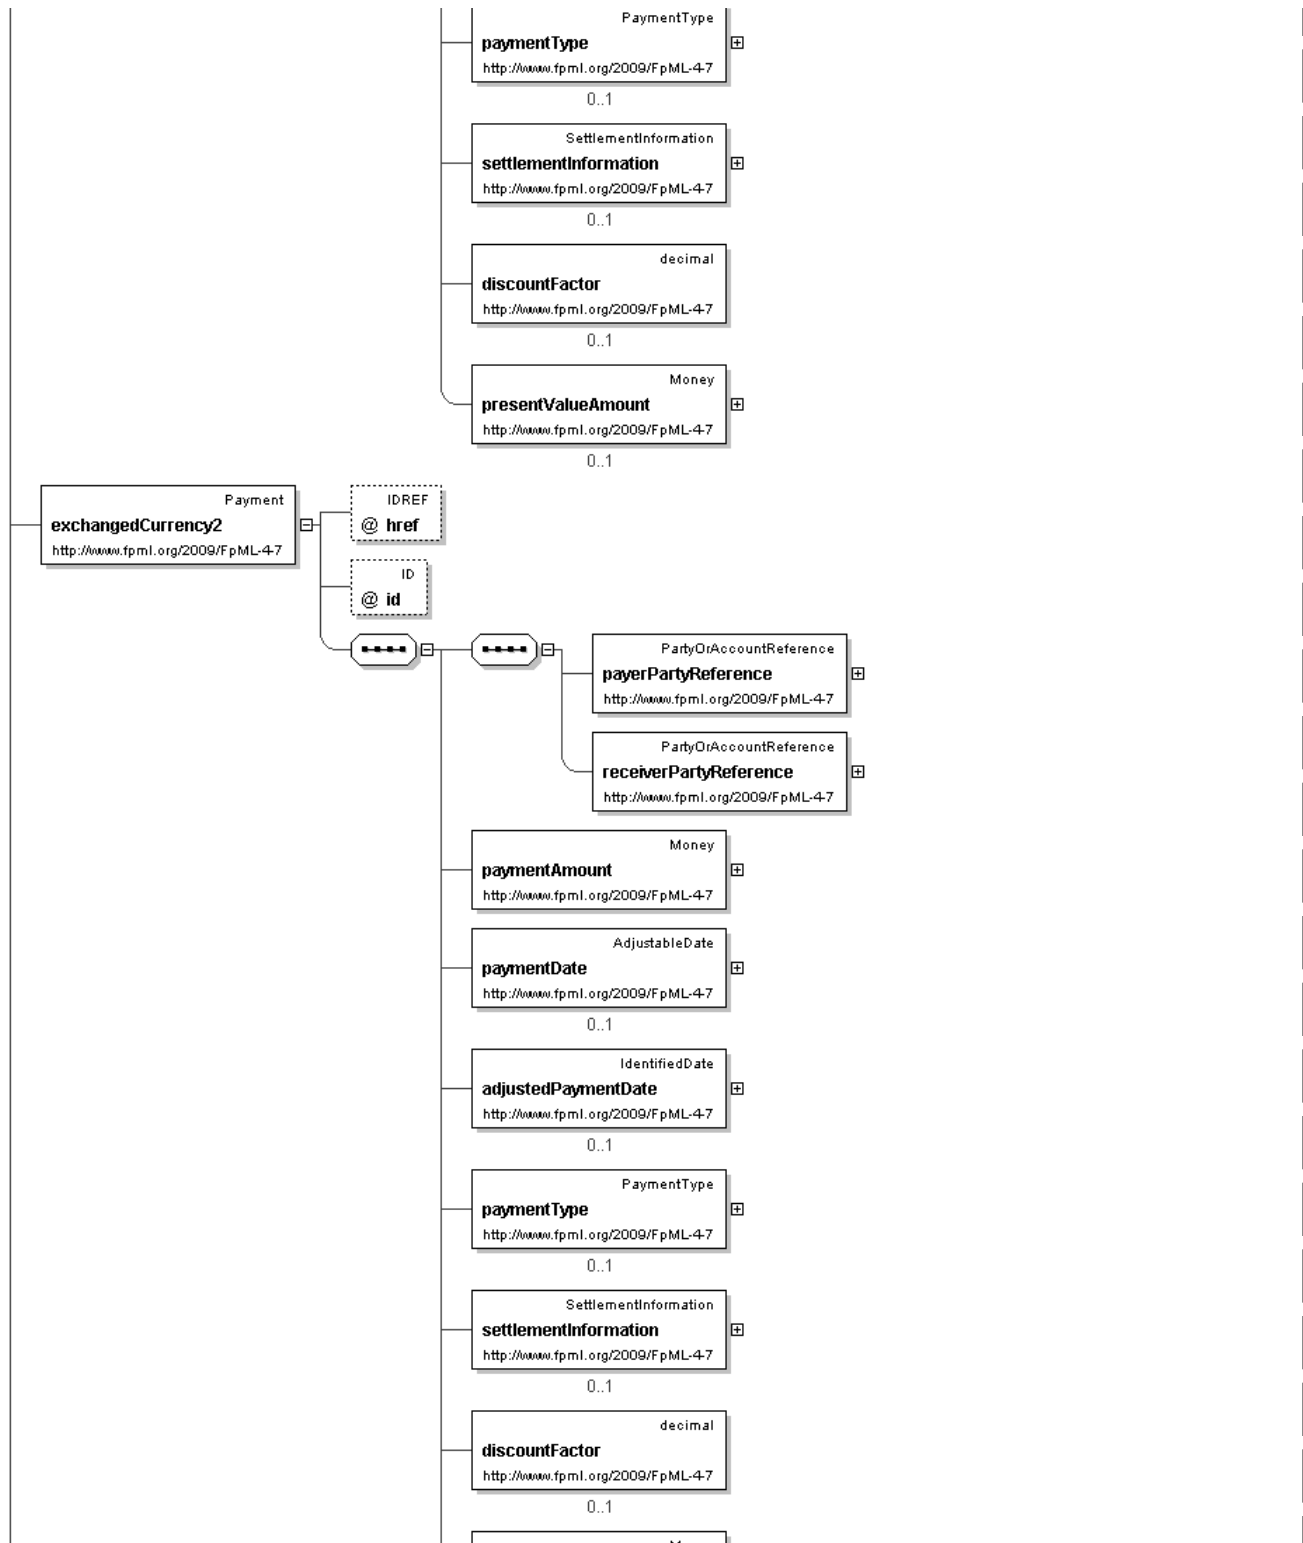 PaymentType
paymentType
http://www.fpml.org/2009/FpML-4-7
0..1
SettlementInformation
settlementInformation
http://www.fpml.org/2009/FpML-4-7
0..1
decimal
discountFactor
http://www.fpml.org/2009/FpML-4-7
0..1
Money
presentValueAmount
http://www.fpml.org/2009/FpML-4-7
0..1
Payment
exchangedCurrency2
http://www.fpml.org/2009/FpML-4-7
IDREF
@ href
ID
@ id
PartyOrAccountReference
payerPartyReference
http://www.fpml.org/2009/FpML-4-7
PartyOrAccountReference
receiverPartyReference
http://www.fpml.org/2009/FpML-4-7
Money
paymentAmount
http://www.fpml.org/2009/FpML-4-7
AdjustableDate
paymentDate
http://www.fpml.org/2009/FpML-4-7
0..1
IdentifiedDate
adjustedPaymentDate
http://www.fpml.org/2009/FpML-4-7
0..1
PaymentType
paymentType
http://www.fpml.org/2009/FpML-4-7
0..1
SettlementInformation
settlementInformation
http://www.fpml.org/2009/FpML-4-7
0..1
decimal
discountFactor
http://www.fpml.org/2009/FpML-4-7
0..1